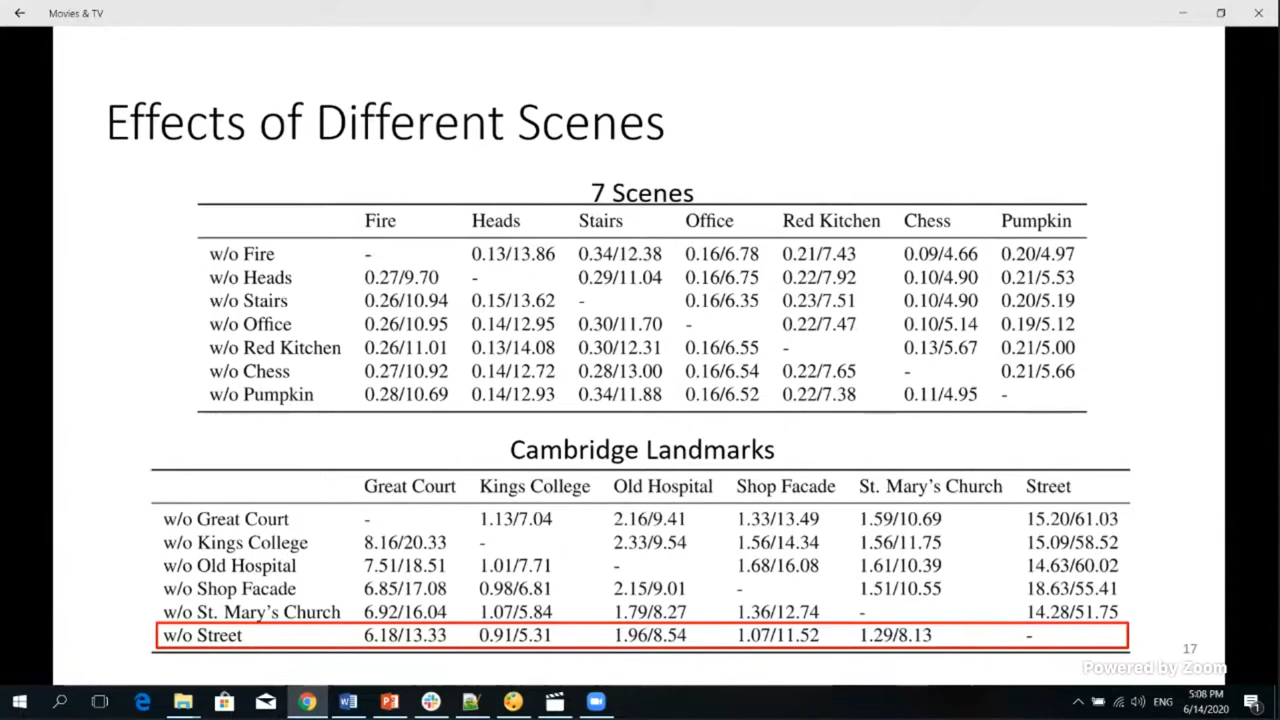 Movies & TV
Effects of Different Scenes
7 Scenes
Fire Heads Stairs Office Red Kitchen Chess Pumpkin
w/o Fire - 0.13/13.86 0.34/12.38 0.16/6.78 0.21/7.43 0.09/4.66 0.20/4.97
w/o Heads 0.27/9.70 - 0.29/11.04 0.16/6.75 0.22/7.92 0.10/4.90 0.21/5.53
w/o Stairs 0.26/10.94 0.15/13.62 - 0.16/6.35 0.23/7.51 0.10/4.90 0.20/5.19
w/o Office 0.26/10.95 0.14/12.95 0.30/11.70 - 0.22/7.47 0.10/5.14 0.19/5.12
w/o Red Kitchen 0.26/11.01 0.13/14.08 0.30/12.31 0.16/6.55 - 0.13/5.67 0.21/5.00
w/o Chess 0.27/10.92 0.14/12.72 0.28/13.00 0.16/6.54 0.22/7.65 - 0.21/5.66
w/o Pumpkin 0.28/10.69 0.14/12.93 0.34/11.88 0.16/6.52 0.22/7.38 0.11/4.95 -
Cambridge Landmarks
Great Court Kings College Old Hospital Shop Facade St. Mary's Church Street
w/o Great Court - 1.13/7.04 2.16/9.41 1.33/13.49 1.59/10.69 15.20/61.03
w/o Kings College 8.16/20.33 - 2.33/9.54 1.56/14.34 1.56/11.75 15.09/58.52
w/o Old Hospital 7.51/18.51 1.01/7.71 - 1.68/16.08 1.61/10.39 14.63/60.02
w/o Shop Facade 6.85/17.08 0.98/6.81 2.15/9.01 - 1.51/10.55 18.63/55.41
w/o St. Mary's Church 6.92/16.04 1.07/5.84 1.79/8.27 1.36/12.74 - 14.28/51.75
w/o Street 6.18/13.33 0.91/5.31 1.96/8.54 1.07/11.52 1.29/8.13 -
17
Powered by Zoom
ENG
5:08 PM
6/14/2020
1